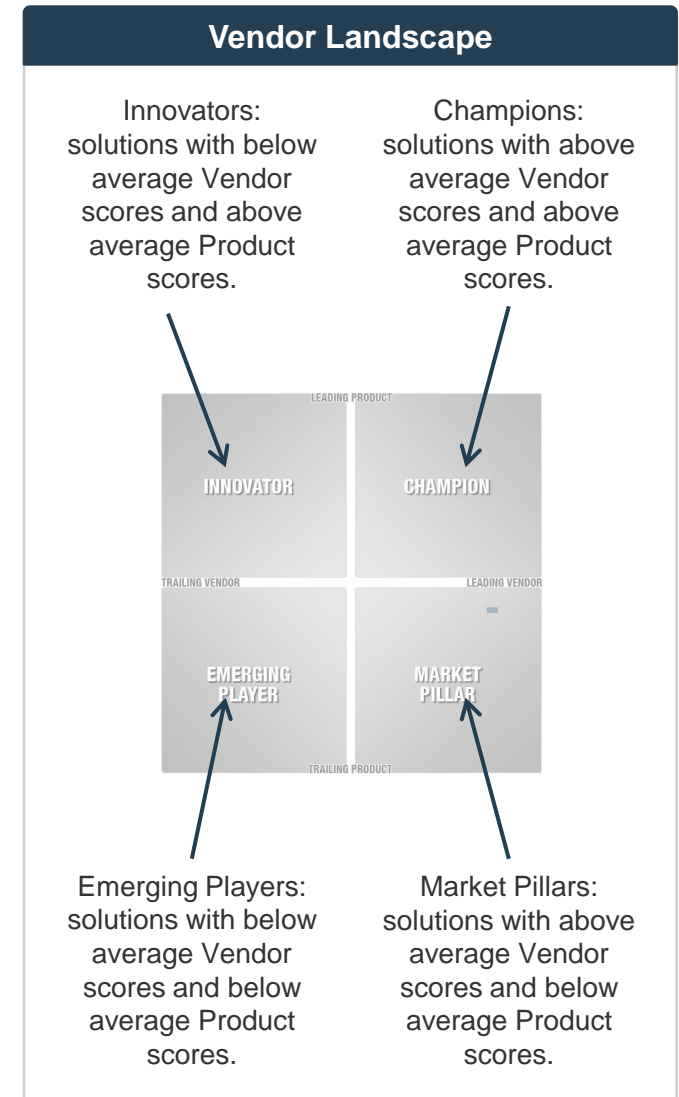 Vendor Landscape
Innovators:
solutions with below
average Vendor
scores and above
average Product
scores.
Champions:
solutions with above
average Vendor
scores and above
average Product
scores.
LEADING PRODUCT
INNOVATOR
CHAMPION
TRAILING VENDOR
LEADING VENDOR
EMERGING
PLAYER
MARKET
PILLAR
TRAILING PRODUCT
Emerging Players:
solutions with below
average Vendor
scores and below
average Product
scores.
Market Pillars:
solutions with above
average Vendor
scores and below
average Product
scores.